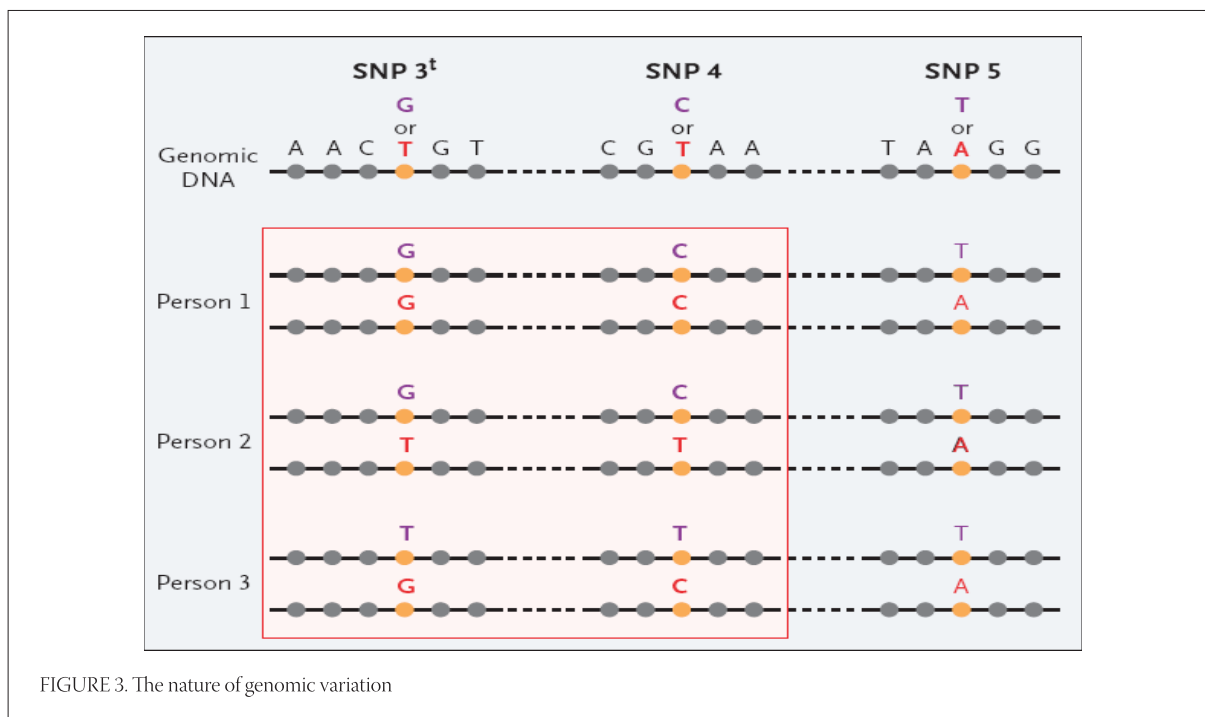 SNP 3t SNP 4 SNP 5
G C T
or or or
Genomic DNA A A C T G T C G T A A T A A G G
G C T
Person 1
G C A
G C T
Person 2
T T A
T T T
Person 3
G C A
FIGURE 3. The nature of genomic variation